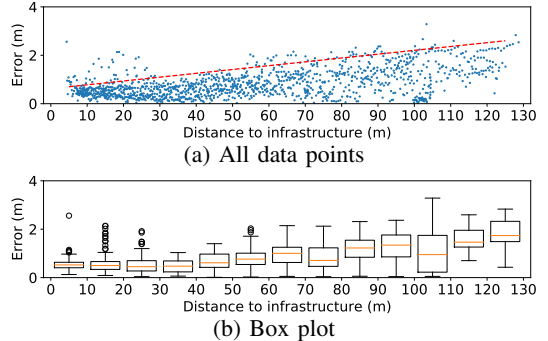 4
2
0
Error (m)
0 10 20 30 40 50 60 70 80 90 100 110 120 130
Distance to infrastructure (m)
(a) All data points
4
2
0
Error (m)
0 10 20 30 40 50 60 70 80 90 100 110 120 130
Distance to infrastructure (m)
(b) Box plot